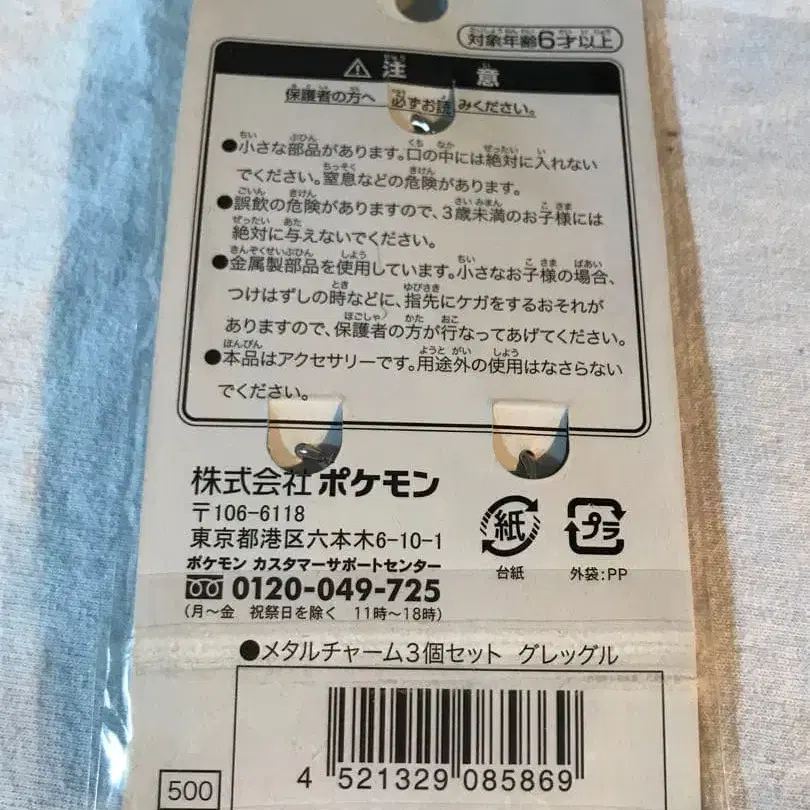 対象年齢6才以上
⚠注意
保護者の方へ 必ずお読みください。
●小さな部品があります。口の中には絶対に入れない
でください。窒息などの危険があります。
●誤飲の危険がありますので、3歳未満のお子様には
絶対に与えないでください。
●金属製部品を使用しています。小さなお子様の場合、
つけはずしの時などに、指先にケガをするおそれが
ありますので、保護者の方が行なってあげてください。
●本品はアクセサリーです。用途外の使用はなさらない
でください。
株式会社 ポケモン
〒106-6118
東京都港区六本木6-10-1
ポケモン カスタマーサポートセンター
0120-049-725
(月~金 祝祭日を除く 11時~18時)
紙
台紙
プラ
外袋:PP
●メタルチャーム3個セット グレッグル
4 521329 085869
500